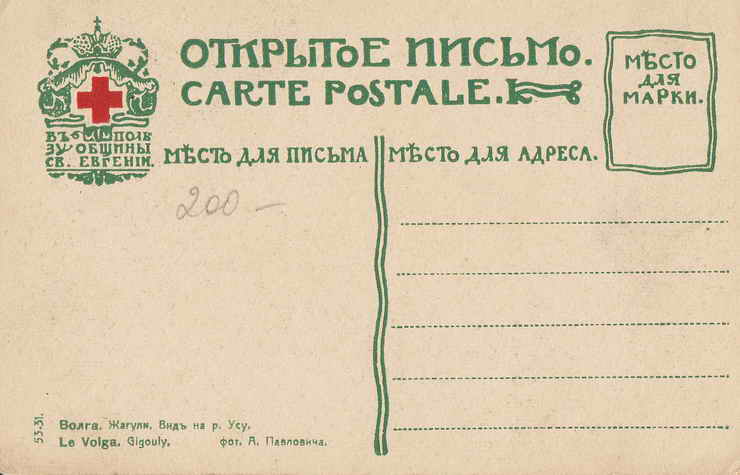 ОТКРЫТОЕ ПИСЬМО.
CARTE POSTALE.
МѢСТО
ДЛЯ
МАРКИ.
ВЪ ПОЛЬ
ЗУ ОБЩИНЫ
СВ. ЕВГЕНІИ.
МѢСТО ДЛЯ ПИСЬМА
МѢСТО ДЛЯ АДРЕСА.
200 —
53-31.
Волга. Жагули. Видъ на р. Усу.
Le Volga. Gigouly. фот. А. Павловича.